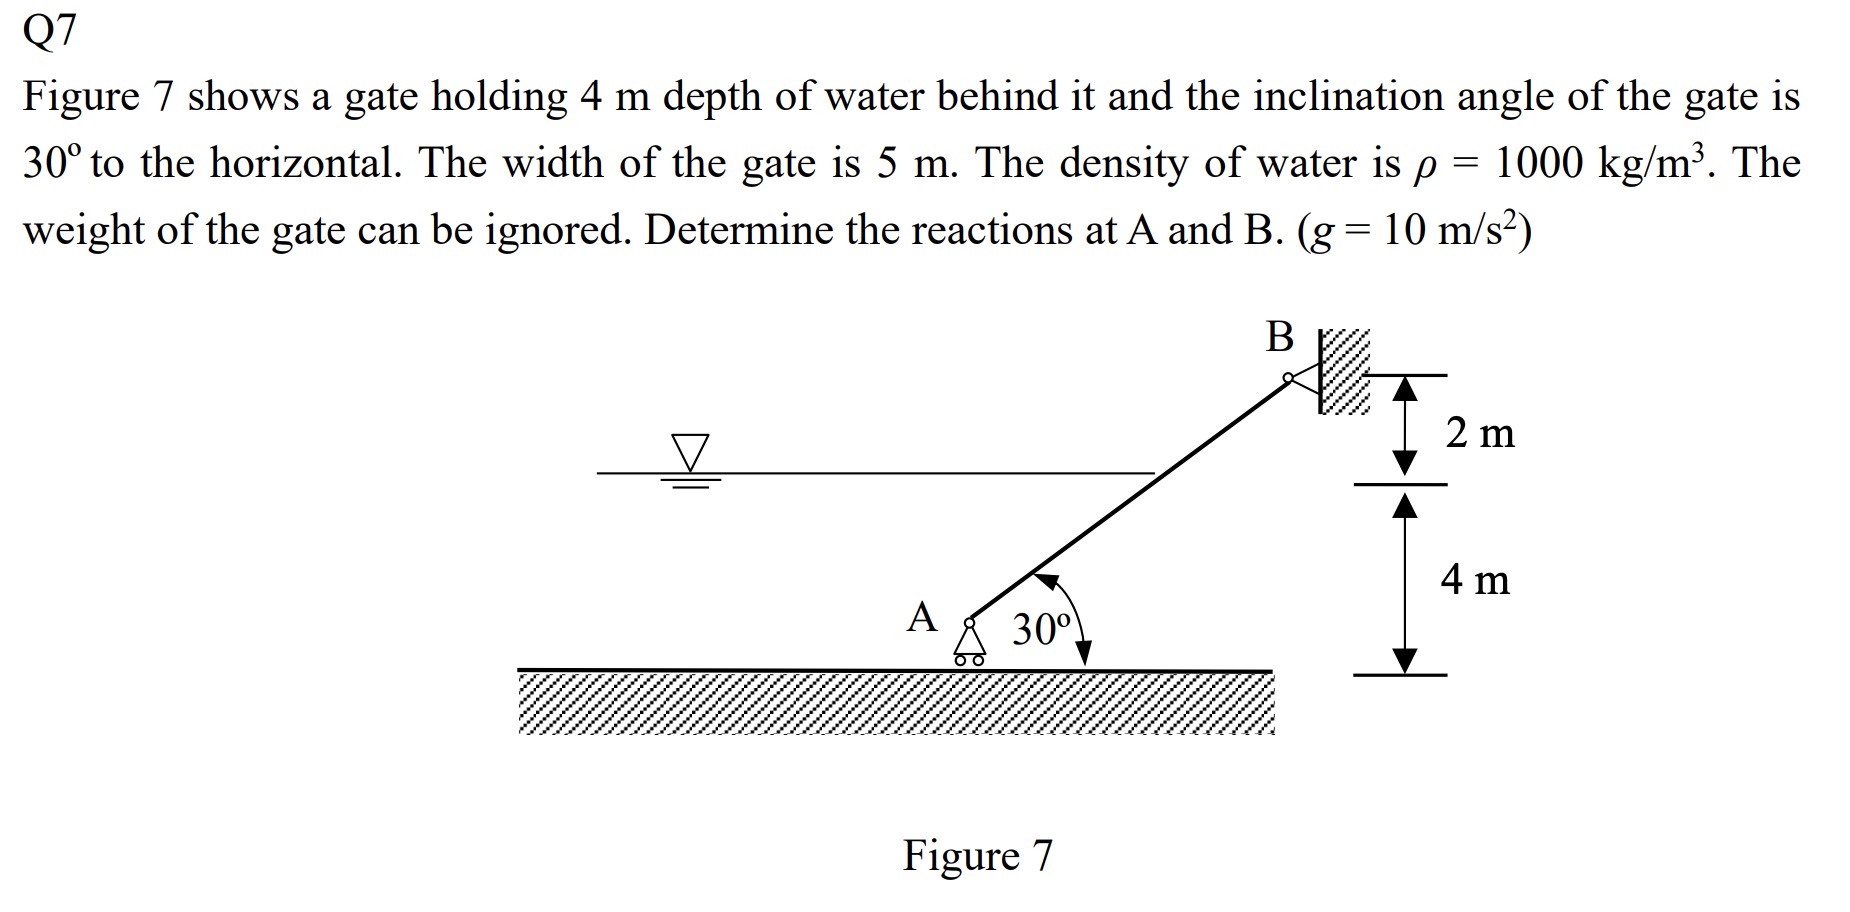 Q7
Figure 7 shows a gate holding 4 m depth of water behind it and the inclination angle of the gate is
30º to the horizontal. The width of the gate is 5 m. The density of water is ρ = 1000 kg/m³. The
weight of the gate can be ignored. Determine the reactions at A and B. (g = 10 m/s²)
B
2 m
4 m
A
30º
Figure 7